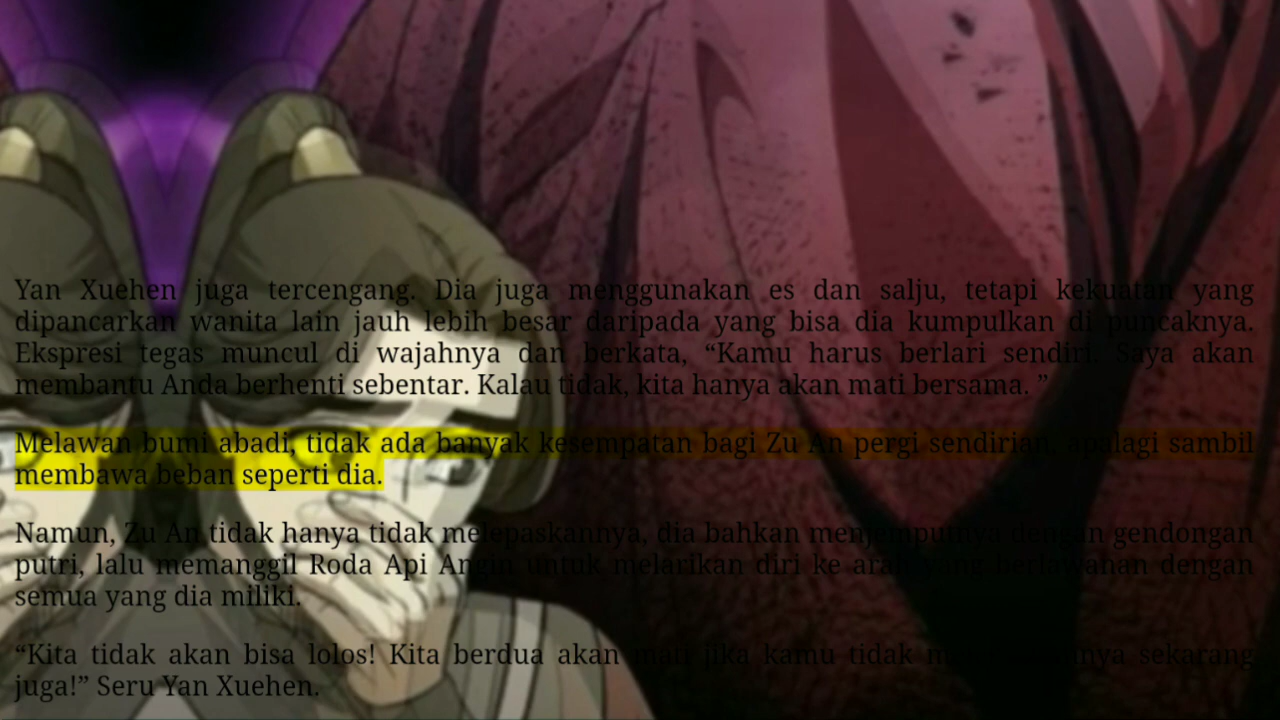 Yan Xuehen juga tercengang. Dia juga menggunakan es dan salju, tetapi kekuatan yang
dipancarkan wanita lain jauh lebih besar daripada yang bisa dia kumpulkan di puncaknya.
Ekspresi tegas muncul di wajahnya dan berkata, “Kamu harus berlari sendiri. Saya akan
membantu Anda berhenti sebentar. Kalau tidak, kita hanya akan mati bersama. ”
Melawan bumi abadi, tidak ada banyak kesempatan bagi Zu An pergi sendirian, apalagi sambil
membawa beban seperti dia.
Namun, Zu An tidak hanya tidak melepaskannya, dia bahkan menjemputnya dengan gendongan
putri, lalu memanggil Roda Api Angin untuk melarikan diri ke arah yang berlawanan dengan
semua yang dia miliki.
“Kita tidak akan bisa lolos! Kita berdua akan mati jika kamu tidak sekarang
juga!” Seru Yan Xuehen.